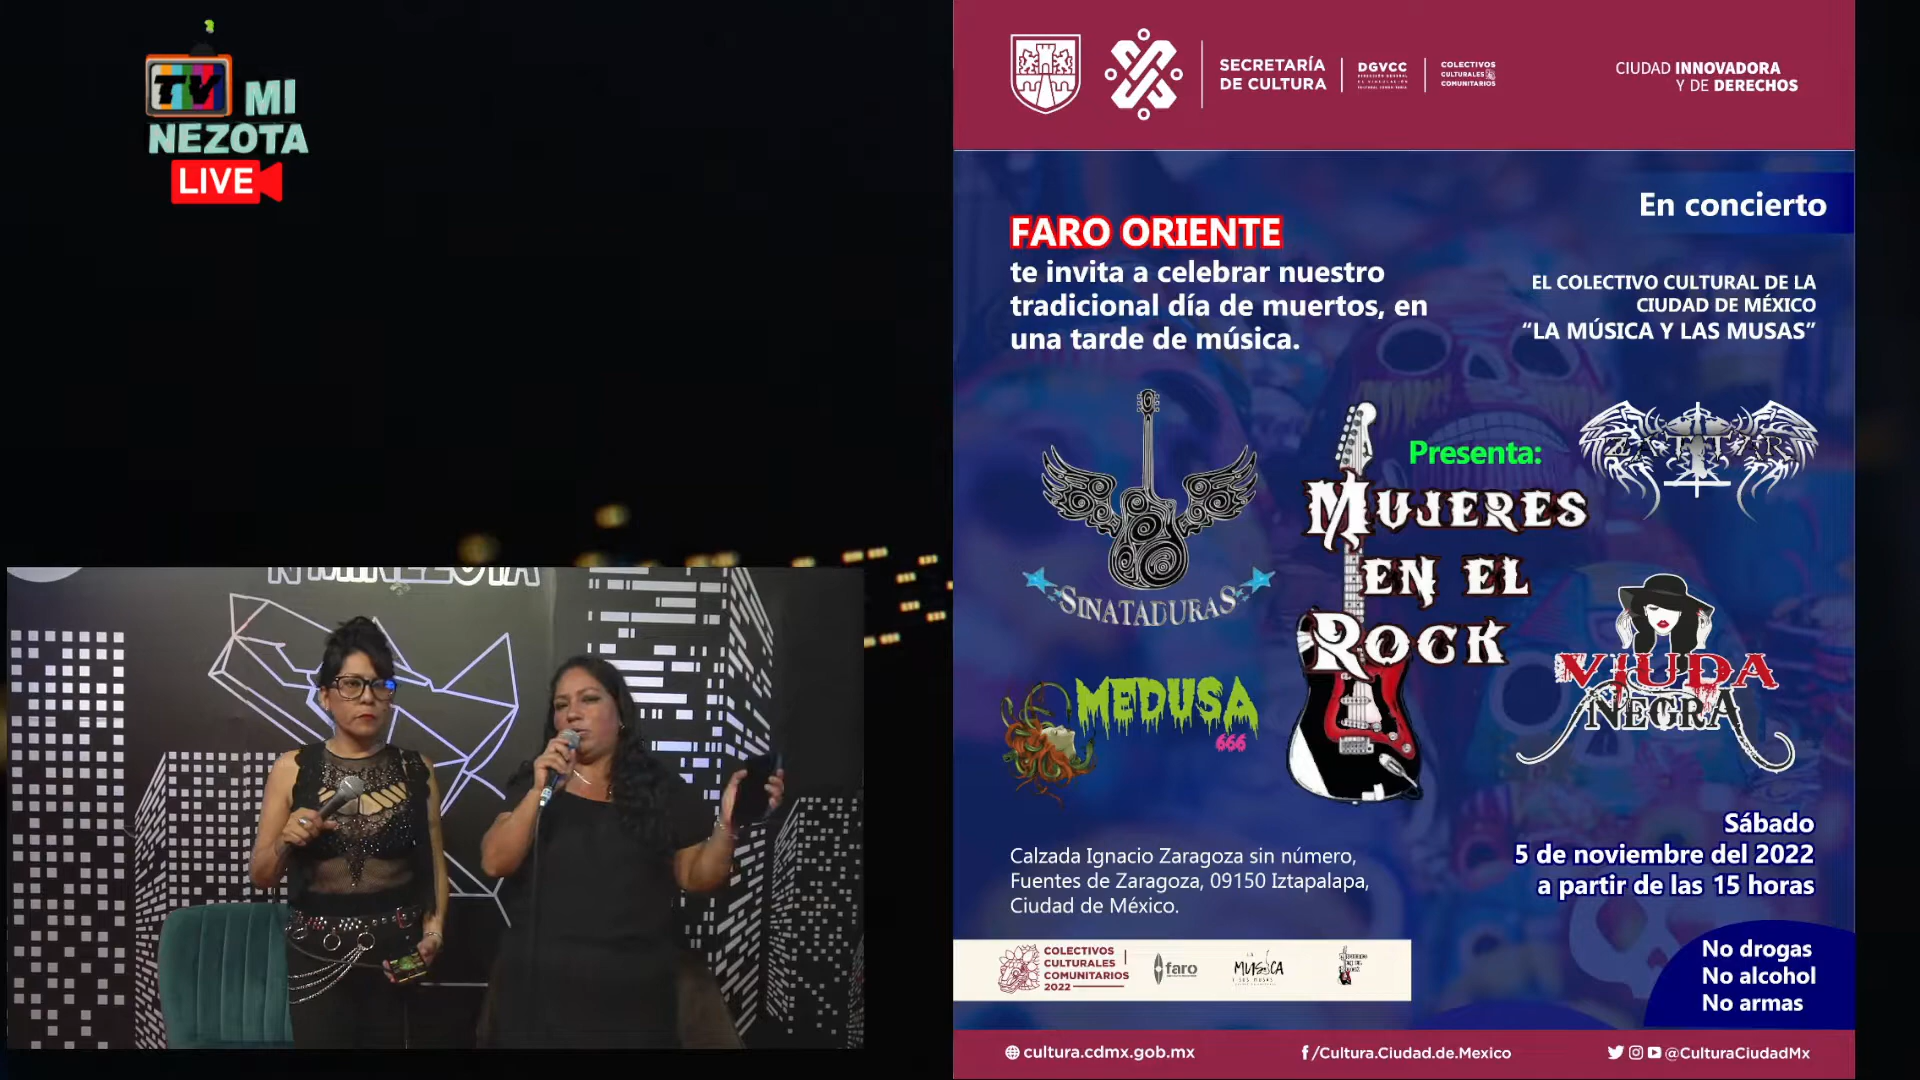 TV MI
NEZOTA
LIVE
SECRETARÍA
DE CULTURA
DGVCC
COLECTIVOS
CULTURALES
COMUNITARIOS
CIUDAD INNOVADORA
Y DE DERECHOS
En concierto
FARO ORIENTE
te invita a celebrar nuestro
tradicional día de muertos, en
una tarde de música.
EL COLECTIVO CULTURAL DE LA
CIUDAD DE MÉXICO
“LA MÚSICA Y LAS MUSAS”
Presenta:
MUJERES
EN EL
ROCK
SINATADURAS
MEDUSA
666
VIUDA
NEGRA
Calzada Ignacio Zaragoza sin número,
Fuentes de Zaragoza, 09150 Iztapalapa,
Ciudad de México.
Sábado
5 de noviembre del 2022
a partir de las 15 horas
No drogas
No alcohol
No armas
COLECTIVOS
CULTURALES
COMUNITARIOS
2022
faro
LA
MUSICA
cultura.cdmx.gob.mx
/Cultura.Ciudad.de.Mexico
@CulturaCiudadMx